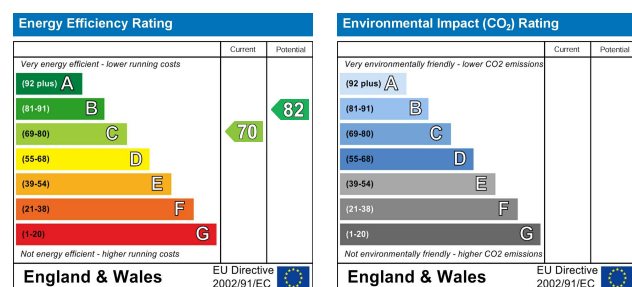 Energy Efficiency Rating
Current Potential
Very energy efficient - lower running costs
(92 plus) A
(81-91) B
82
(69-80) C
70
(55-68) D
(39-54) E
(21-38) F
(1-20) G
Not energy efficient - higher running costs
England & Wales
EU Directive
2002/91/EC
Environmental Impact (CO₂) Rating
Current Potential
Very environmentally friendly - lower CO2 emissions
(92 plus) A
(81-91) B
(69-80) C
(55-68) D
(39-54) E
(21-38) F
(1-20) G
Not environmentally friendly - higher CO2 emissions
England & Wales
EU Directive
2002/91/EC